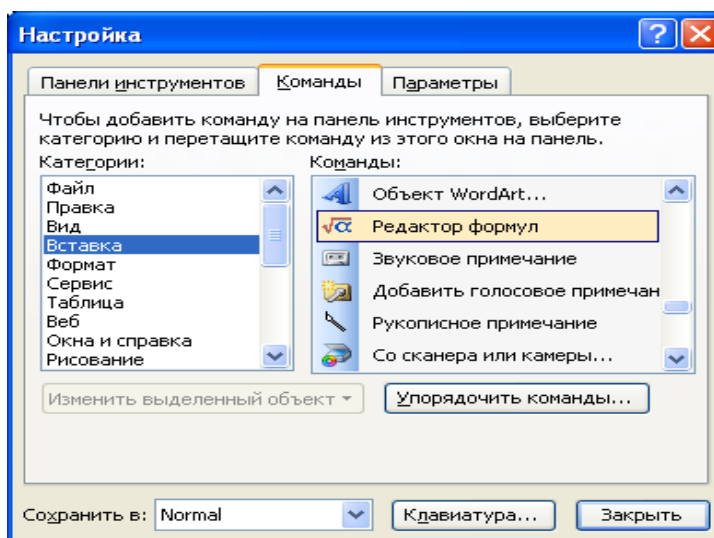 Настройка
Панели инструментов
Команды
Параметры
Чтобы добавить команду на панель инструментов, выберите
категорию и перетащите команду из этого окна на панель.
Категории:
Файл
Правка
Вид
Вставка
Формат
Сервис
Таблица
Веб
Окна и справка
Рисование
Команды:
Объект WordArt...
√α Редактор формул
Звуковое примечание
Добавить голосовое примечан
Рукописное примечание
Со сканера или камеры...
Изменить выделенный объект
Упорядочить команды...
Сохранить в: Normal
Клавиатура...
Закрыть